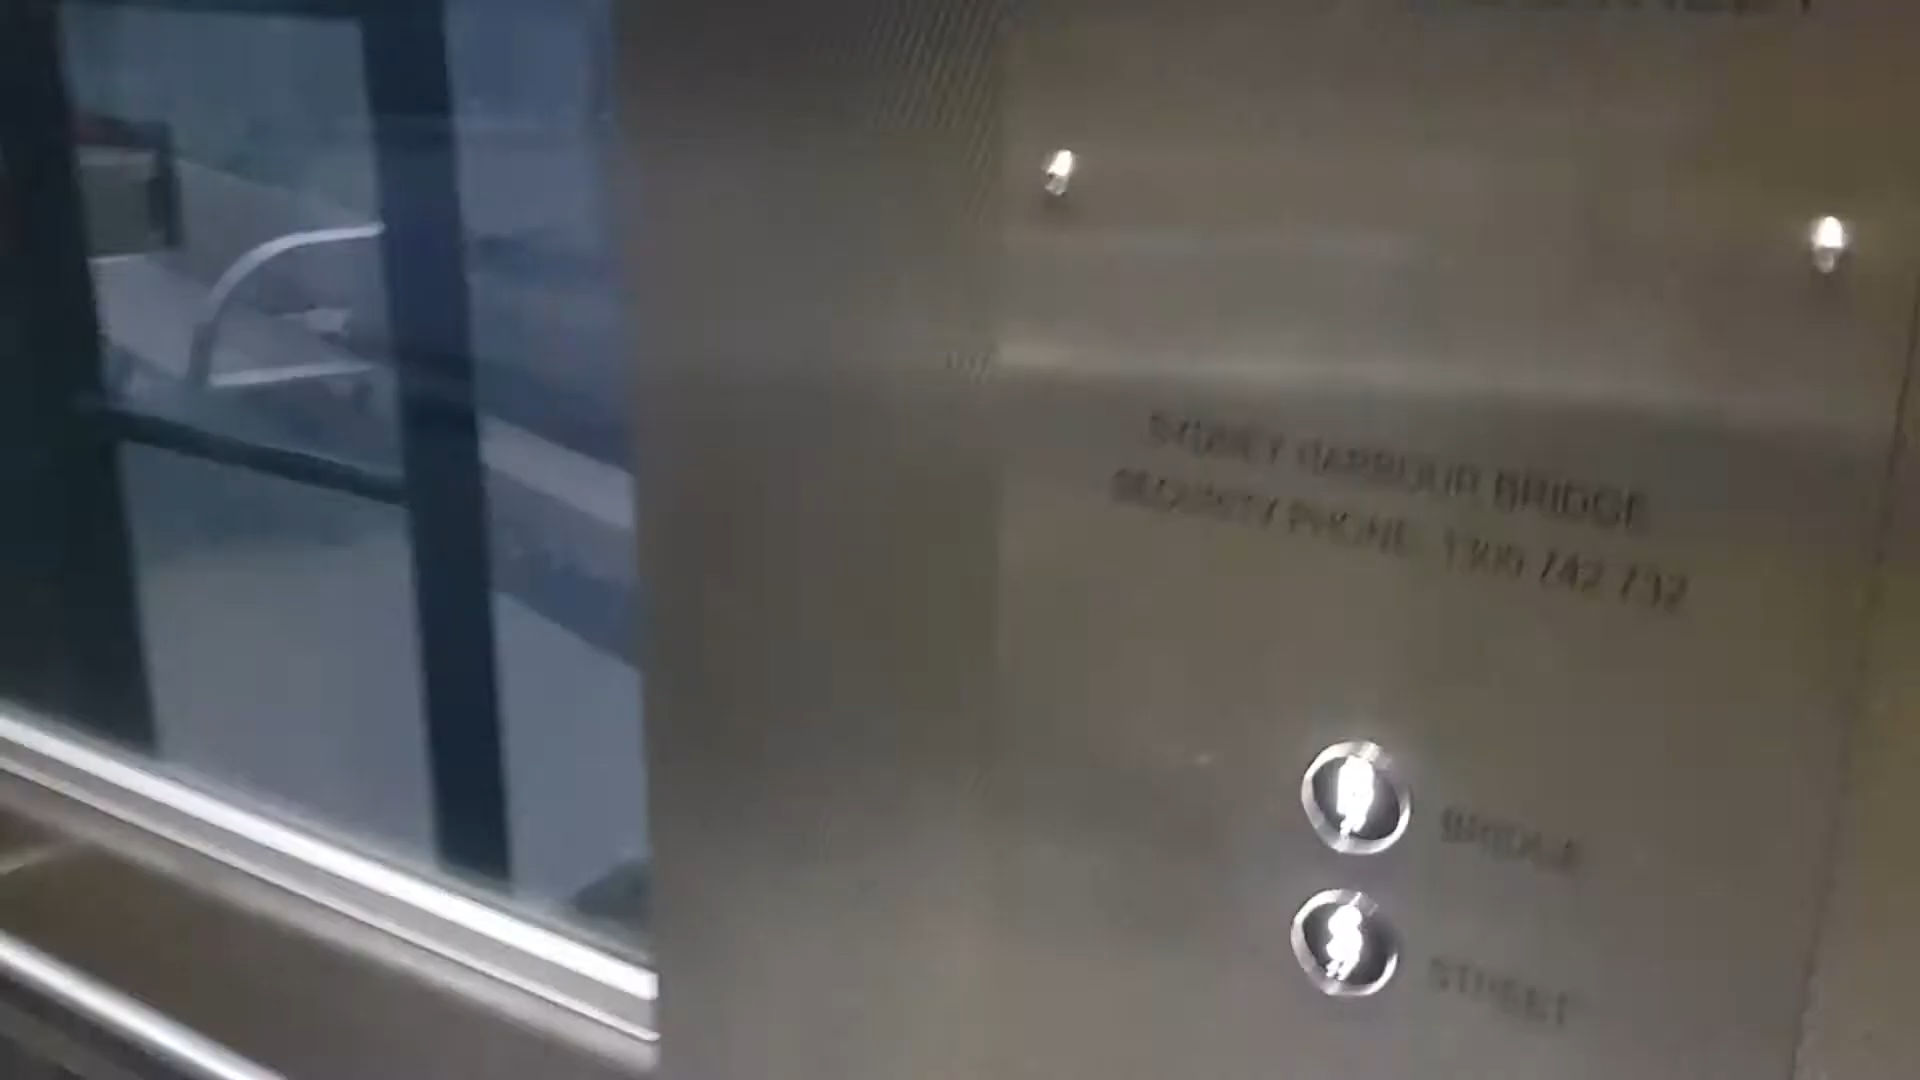 SYDNEY HARBOUR BRIDGE
SECURITY PHONE: 1300 742 732
BRIDGE
STREET